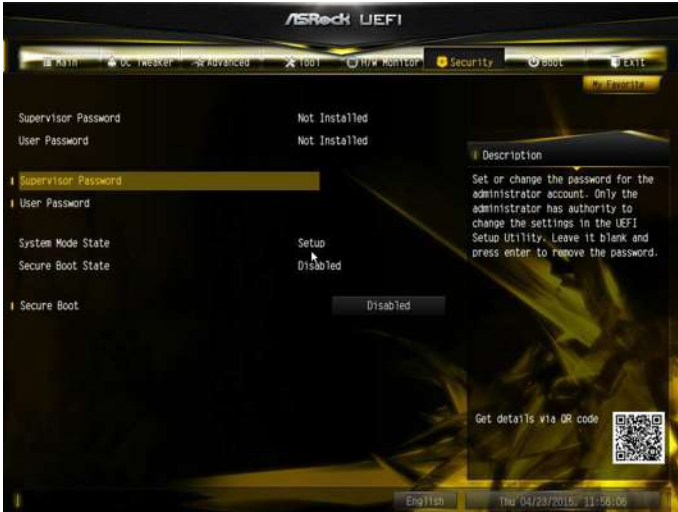 ASRock UEFI
Main
OC Tweaker
Advanced
Tool
H/W Monitor
Security
Boot
Exit
My Favorite
Supervisor Password Not Installed
User Password Not Installed
Supervisor Password
User Password
System Mode State Setup
Secure Boot State Disabled
Secure Boot Disabled
Description
Set or change the password for the
administrator account. Only the
administrator has authority to
change the settings in the UEFI
Setup Utility. Leave it blank and
press enter to remove the password.
Get details via QR code
English
Thu 04/23/2015. 11:56:06